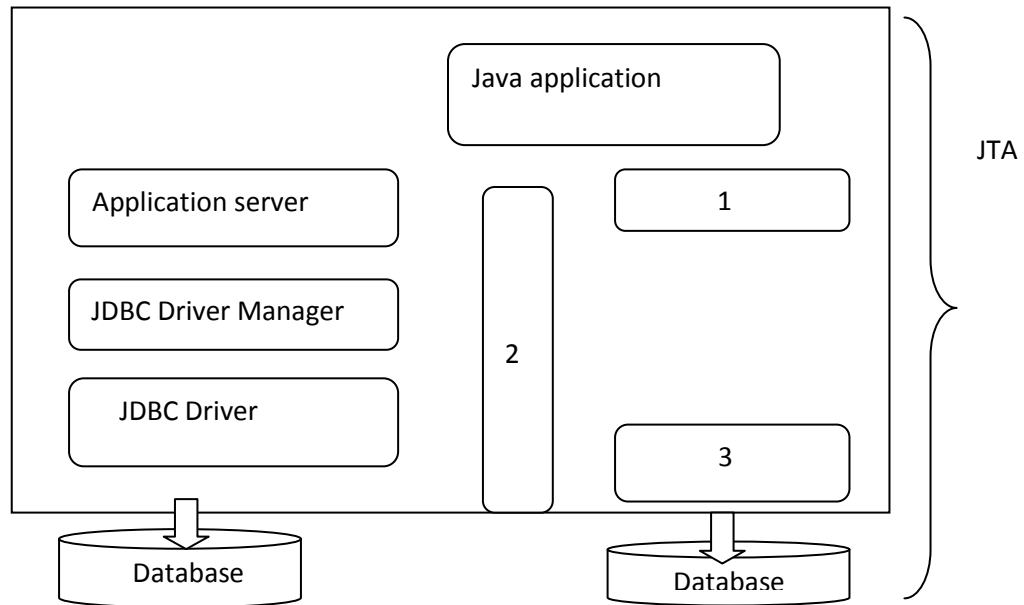 Java application
JTA
Application server
1
JDBC Driver Manager
2
JDBC Driver
3
Database
Database